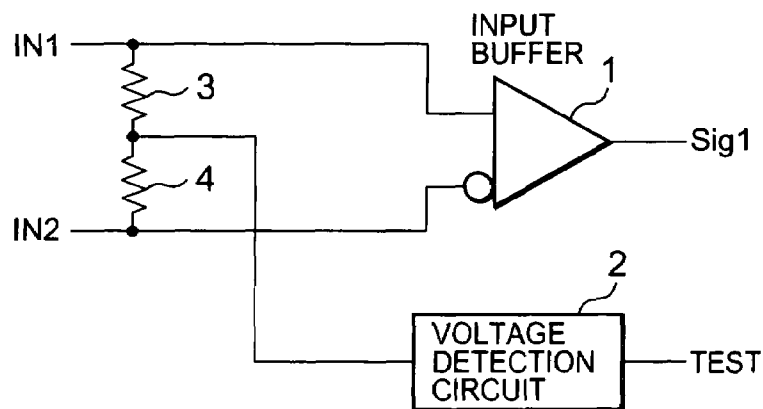 IN1
3
4
IN2
INPUT
BUFFER
1
Sig1
2
VOLTAGE
DETECTION
CIRCUIT
TEST